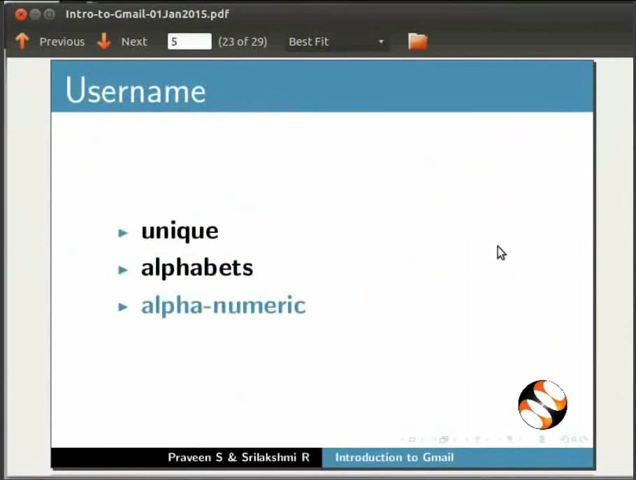 Intro-to-Gmail-01Jan2015.pdf
Previous Next 5 (23 of 29) Best Fit
Username
unique
alphabets
alpha-numeric
Praveen S & Srilakshmi R Introduction to Gmail